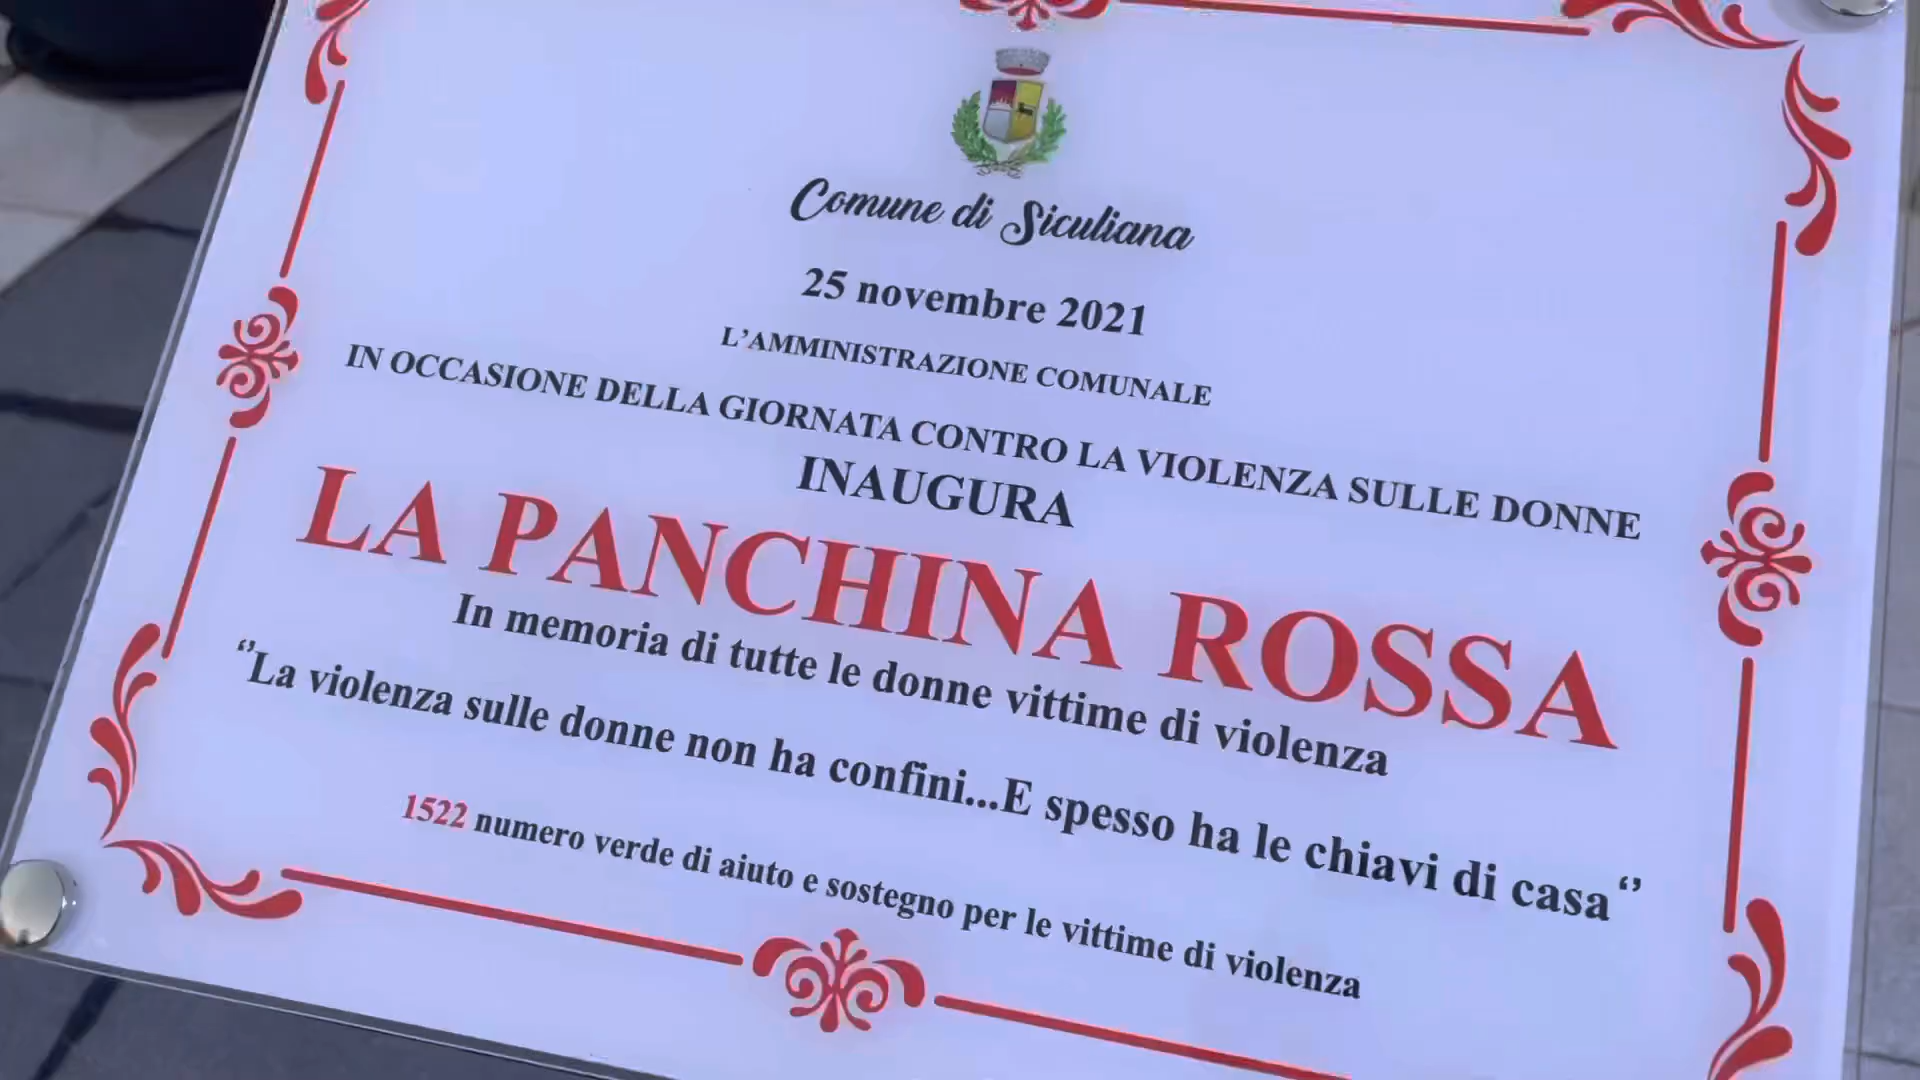 Comune di Siculiana
25 novembre 2021
L’AMMINISTRAZIONE COMUNALE
IN OCCASIONE DELLA GIORNATA CONTRO LA VIOLENZA SULLE DONNE
INAUGURA
LA PANCHINA ROSSA
In memoria di tutte le donne vittime di violenza
“La violenza sulle donne non ha confini...E spesso ha le chiavi di casa“
1522 numero verde di aiuto e sostegno per le vittime di violenza